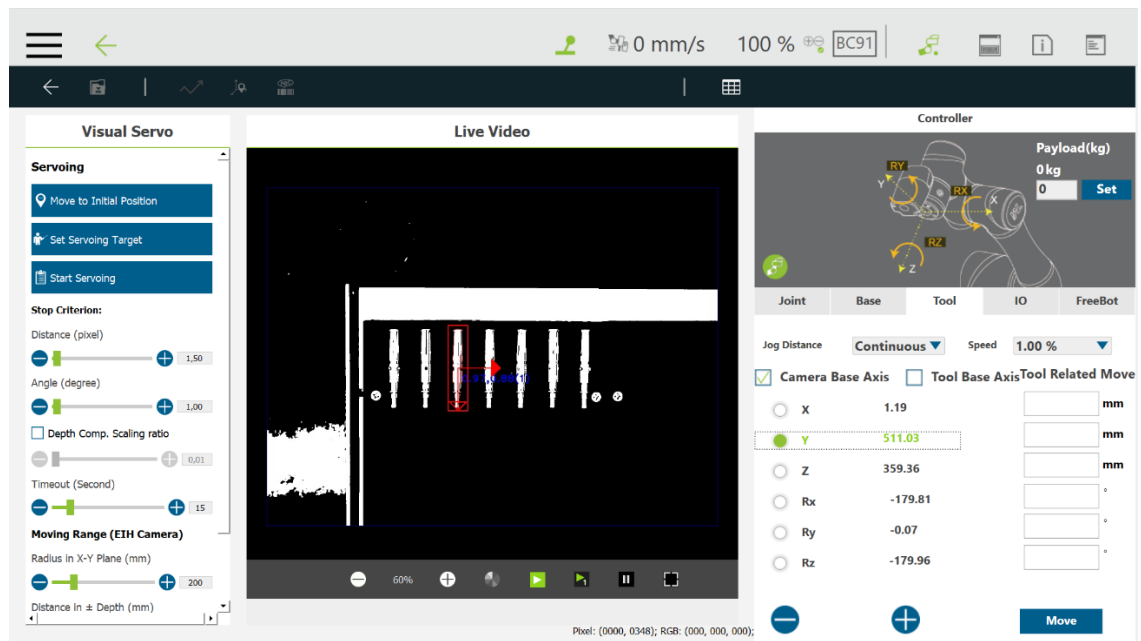 0 mm/s 100 % BC91
Visual Servo
Servoing
Move to Initial Position
Set Servoing Target
Start Servoing
Stop Criterion:
Distance (pixel)
1,50
Angle (degree)
1,00
Depth Comp. Scaling ratio
0,01
Timeout (Second)
15
Moving Range (EIH Camera)
Radius in X-Y Plane (mm)
200
Distance in ± Depth (mm)
Live Video
60%
Pixel: (0000, 0348); RGB: (000, 000, 000);
Controller
Payload(kg)
0 kg
0 Set
RY
Y
RX
X
RZ
Z
Joint Base Tool IO FreeBot
Jog Distance Continuous Speed 1.00 %
Camera Base Axis Tool Base Axis Tool Related Move
X 1.19 mm
Y 511.03 mm
Z 359.36 mm
Rx -179.81 °
Ry -0.07 °
Rz -179.96 °
Move